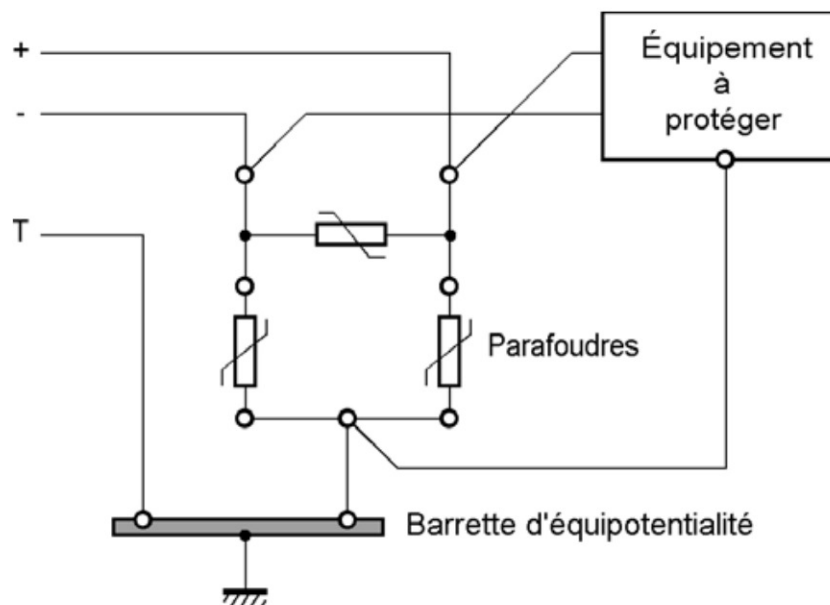 +
Équipement
à
protéger
-
T
Parafoudres
Barrette d'équipotentialité